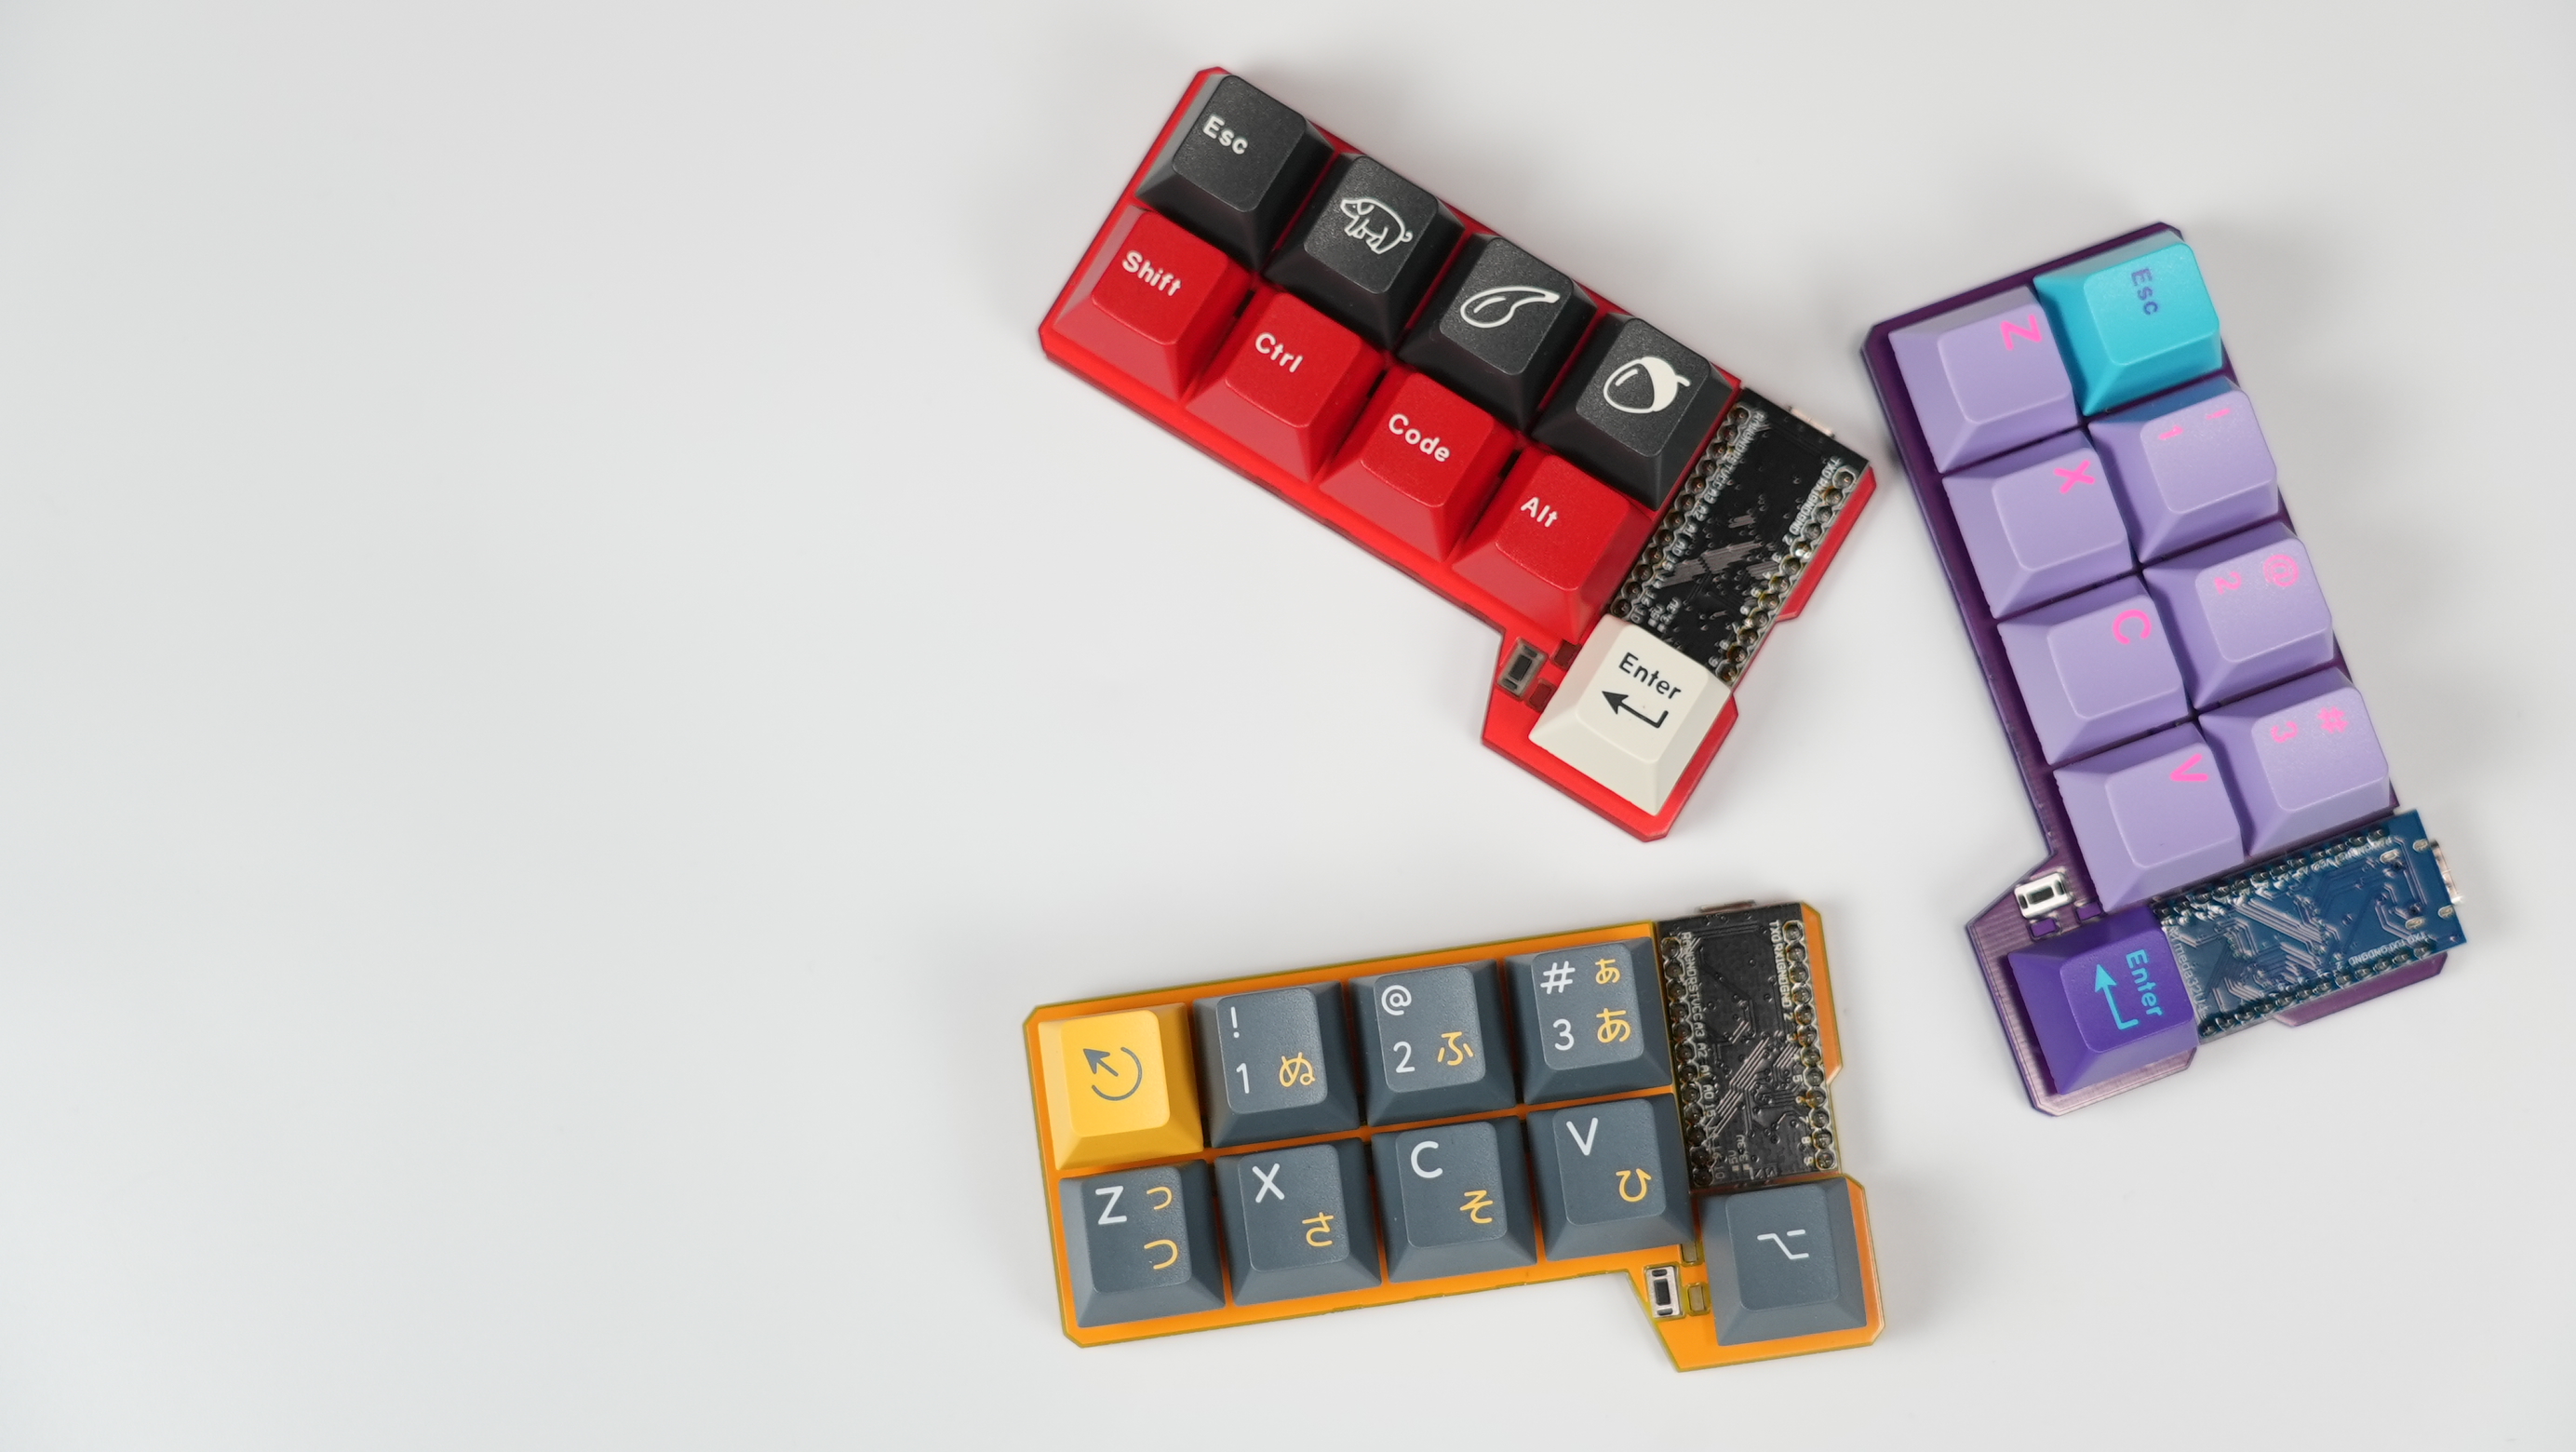 Esc
Shift
Ctrl
Code
Alt
Enter
Esc
! 1
@ 2
# 3
Z
X
C
V
Enter
! 1 ぬ
@ 2 ふ
# ぁ 3 あ
Z っ つ
X さ
C そ
V ひ